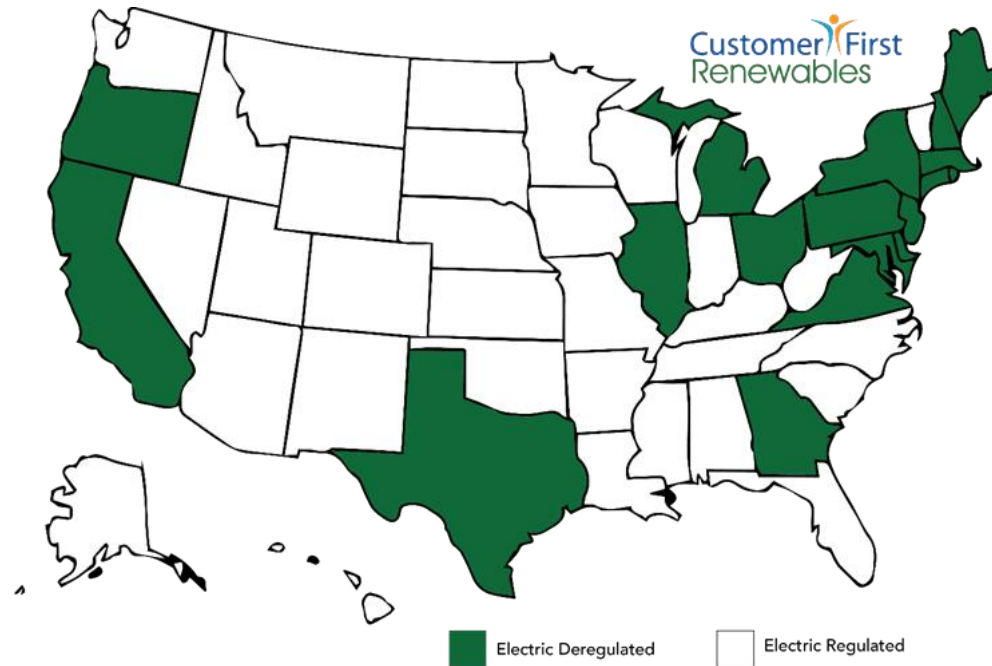 Customer First
Renewables
Electric Deregulated
Electric Regulated